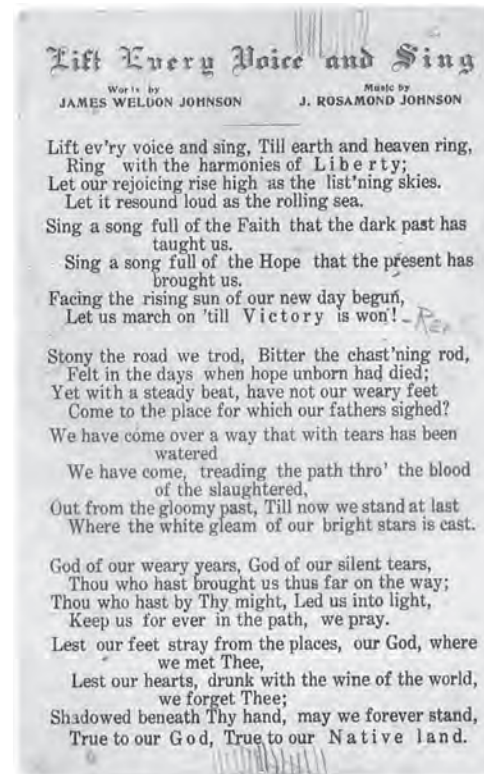 Lift Every Voice and Sing
Words by
JAMES WELDON JOHNSON
Music by
J. ROSAMOND JOHNSON
Lift ev'ry voice and sing, Till earth and heaven ring,
Ring with the harmonies of Liberty;
Let our rejoicing rise high as the list'ning skies.
Let it resound loud as the rolling sea.
Sing a song full of the Faith that the dark past has
taught us.
Sing a song full of the Hope that the present has
brought us.
Facing the rising sun of our new day begun,
Let us march on 'till Victory is won! -
Stony the road we trod, Bitter the chast'ning rod,
Felt in the days when hope unborn had died;
Yet with a steady beat, have not our weary feet
Come to the place for which our fathers sighed?
We have come over a way that with tears has been
watered
We have come, treading the path thro' the blood
of the slaughtered,
Out from the gloomy past, Till now we stand at last
Where the white gleam of our bright stars is cast.
God of our weary years, God of our silent tears,
Thou who hast brought us thus far on the way;
Thou who hast by Thy might, Led us into light,
Keep us for ever in the path, we pray.
Lest our feet stray from the places, our God, where
we met Thee,
Lest our hearts, drunk with the wine of the world,
we forget Thee;
Shadowed beneath Thy hand, may we forever stand,
True to our God, True to our Native land.